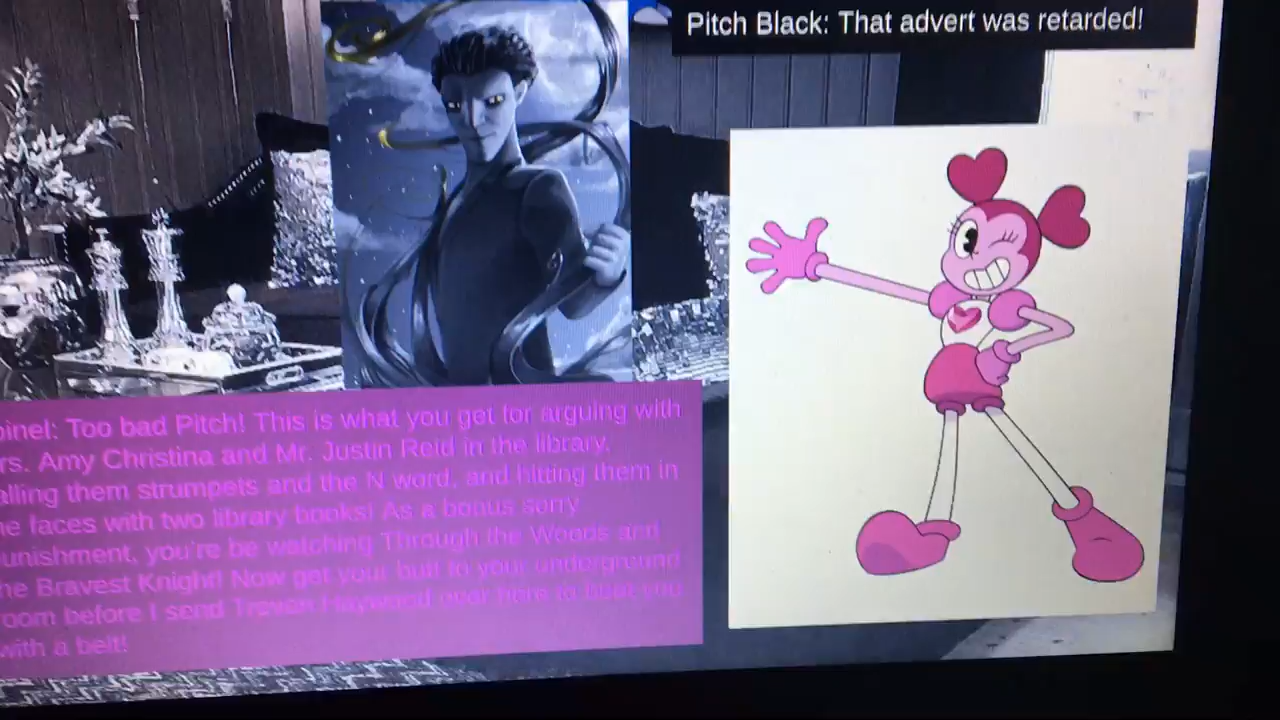 Pitch Black: That advert was retarded!
pinel: Too bad Pitch! This is what you get for arguing with
rs. Amy Christina and Mr. Justin Reid in the library,
alling them strumpets and the N word, and hitting them in
he faces with two library books! As a bonus sorry
unishment, you're be watching Through the Woods and
he Bravest Knight! Now get your butt to your underground
room before I send Trevon Haywood over here to beat you
with a belt!